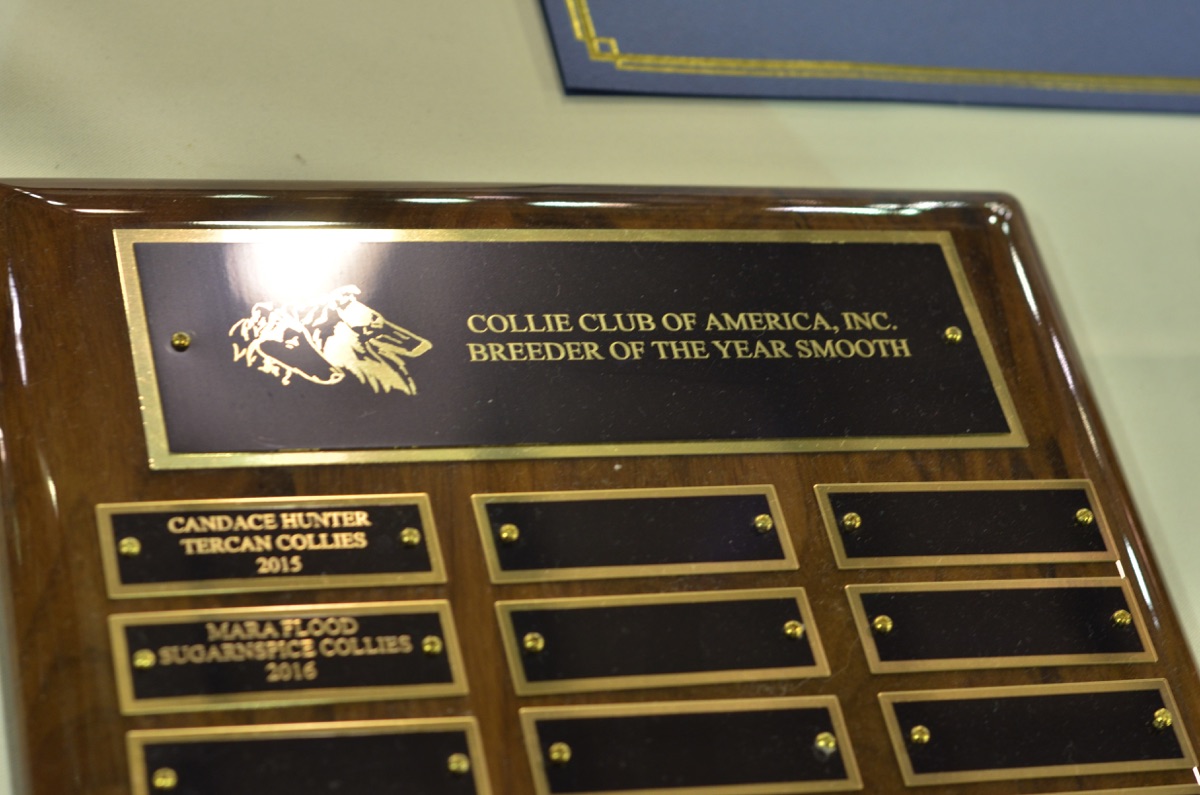 COLLIE CLUB OF AMERICA, INC.
BREEDER OF THE YEAR SMOOTH
CANDACE HUNTER
TERCAN COLLIES
2015
MARA FLOOD
SUGARNSPICE COLLIES
2016